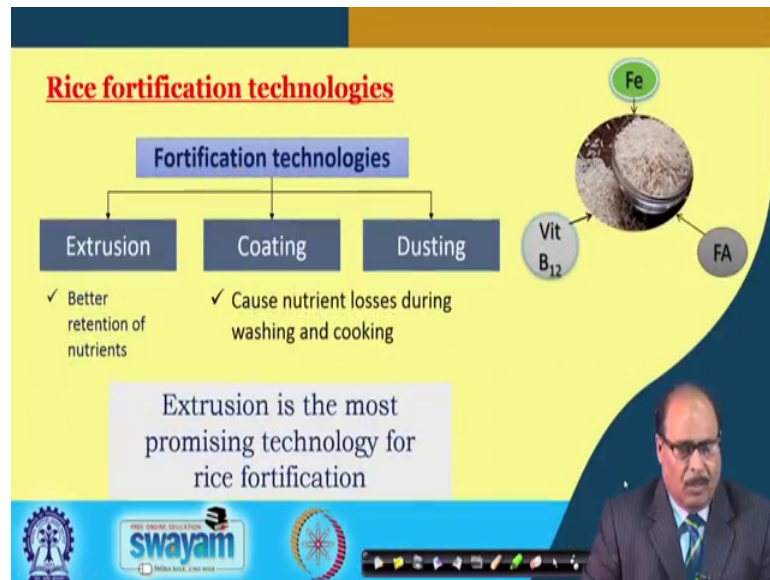 Rice fortification technologies
Fe
Fortification technologies
Extrusion
Coating
Dusting
Vit
B₁₂
FA
✓ Better
retention of
nutrients
✓ Cause nutrient losses during
washing and cooking
Extrusion is the most
promising technology for
rice fortification
FREE ONLINE EDUCATION
swayam